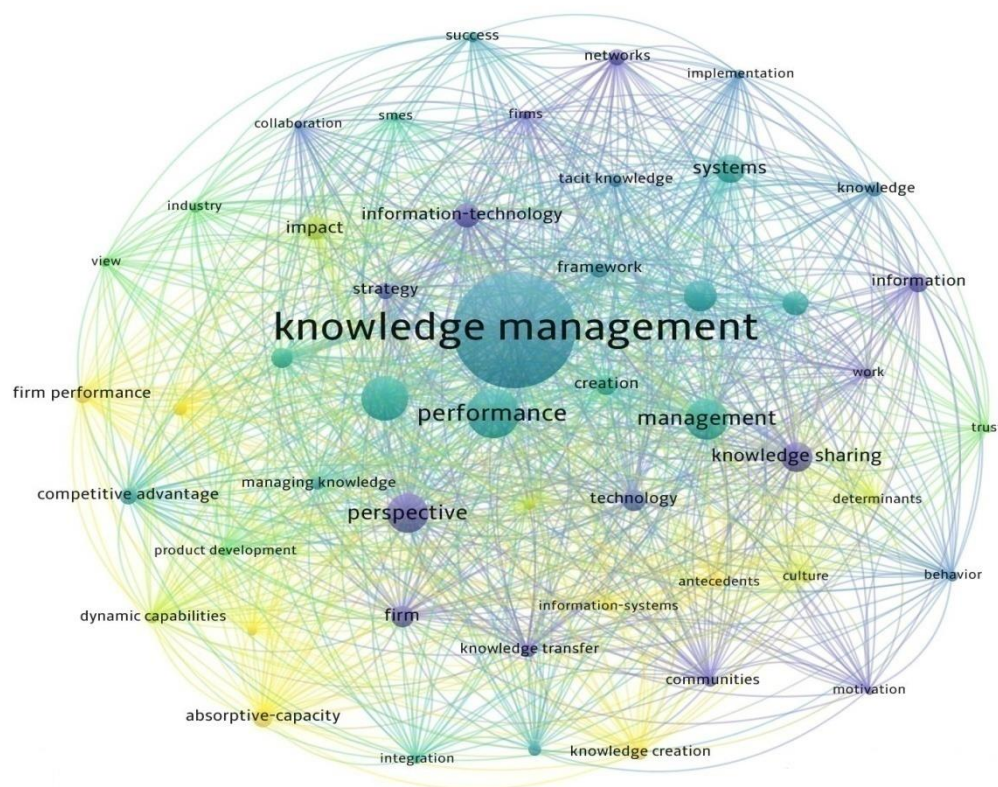 success
networks
implementation
collaboration
smes
firms
systems
tacit knowledge
knowledge
industry
information-technology
impact
view
framework
information
strategy
knowledge management
work
firm performance
creation
performance
management
trust
knowledge sharing
managing knowledge
competitive advantage
technology
determinants
perspective
product development
antecedents
culture
behavior
dynamic capabilities
firm
information-systems
knowledge transfer
communities
motivation
absorptive-capacity
integration
knowledge creation